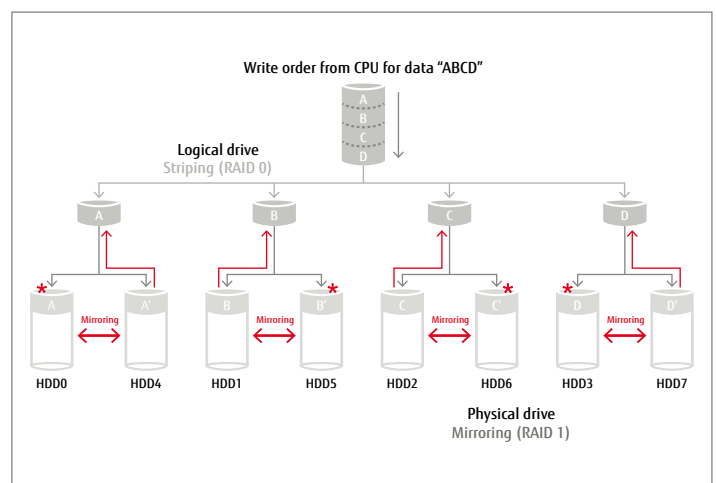 Write order from CPU for data “ABCD”
A
B
C
D
Logical drive
Striping (RAID 0)
A
B
C
D
*
A
A'
B
B'
*
C
C'
*
*
D
D'
Mirroring
Mirroring
Mirroring
Mirroring
HDD0
HDD4
HDD1
HDD5
HDD2
HDD6
HDD3
HDD7
Physical drive
Mirroring (RAID 1)